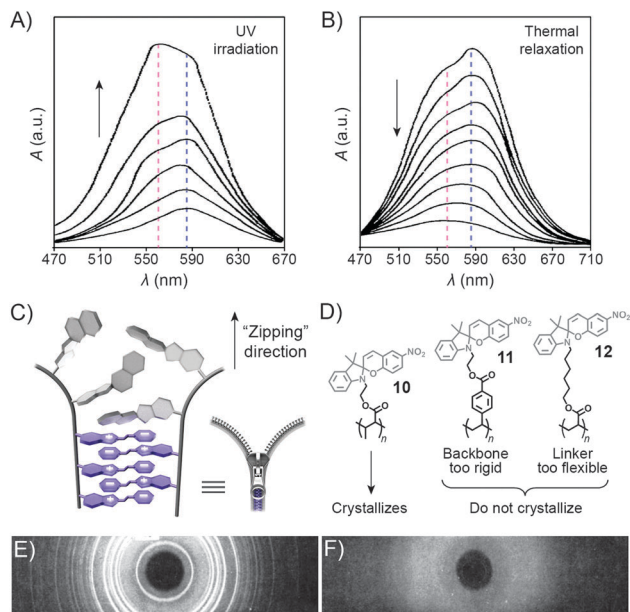 A)
UV
irradiation
A (a.u.)
470 510 550 590 630 670
λ (nm)
B)
Thermal
relaxation
A (a.u.)
470 510 550 590 630 670 710
λ (nm)
C)
"Zipping"
direction
D)
NO₂
N O
O
O
n
10
Crystallizes
NO₂
N O
11
O
O
n
Backbone
too rigid
NO₂
N O
12
O
O
n
Linker
too flexible
Do not crystallize
E)
F)